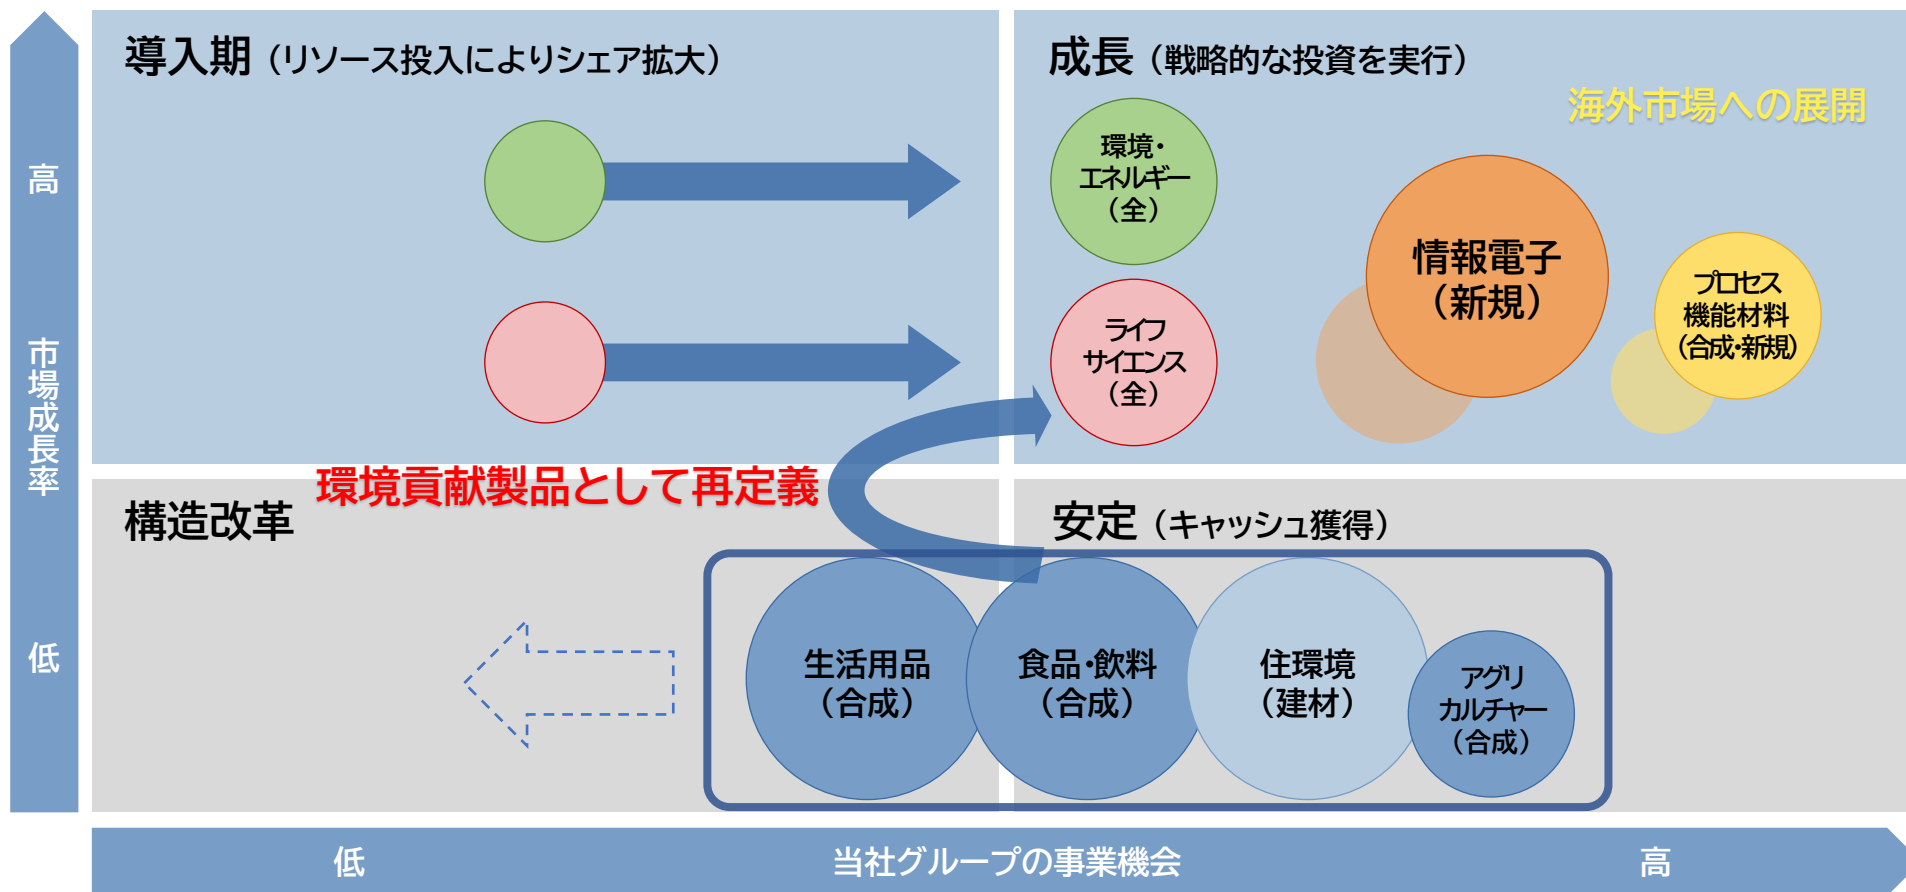 導入期（リソース投入によりシェア拡大）
成長（戦略的な投資を実行）
海外市場への展開
環境・
エネルギー
（全）
情報電子
（新規）
プロセス
機能材料
（合成・新規）
ライフ
サイエンス
（全）
高
市場成長率
低
環境貢献製品として再定義
構造改革
安定（キャッシュ獲得）
生活用品
（合成）
食品・飲料
（合成）
住環境
（建材）
アグリ
カルチャー
（合成）
低
当社グループの事業機会
高